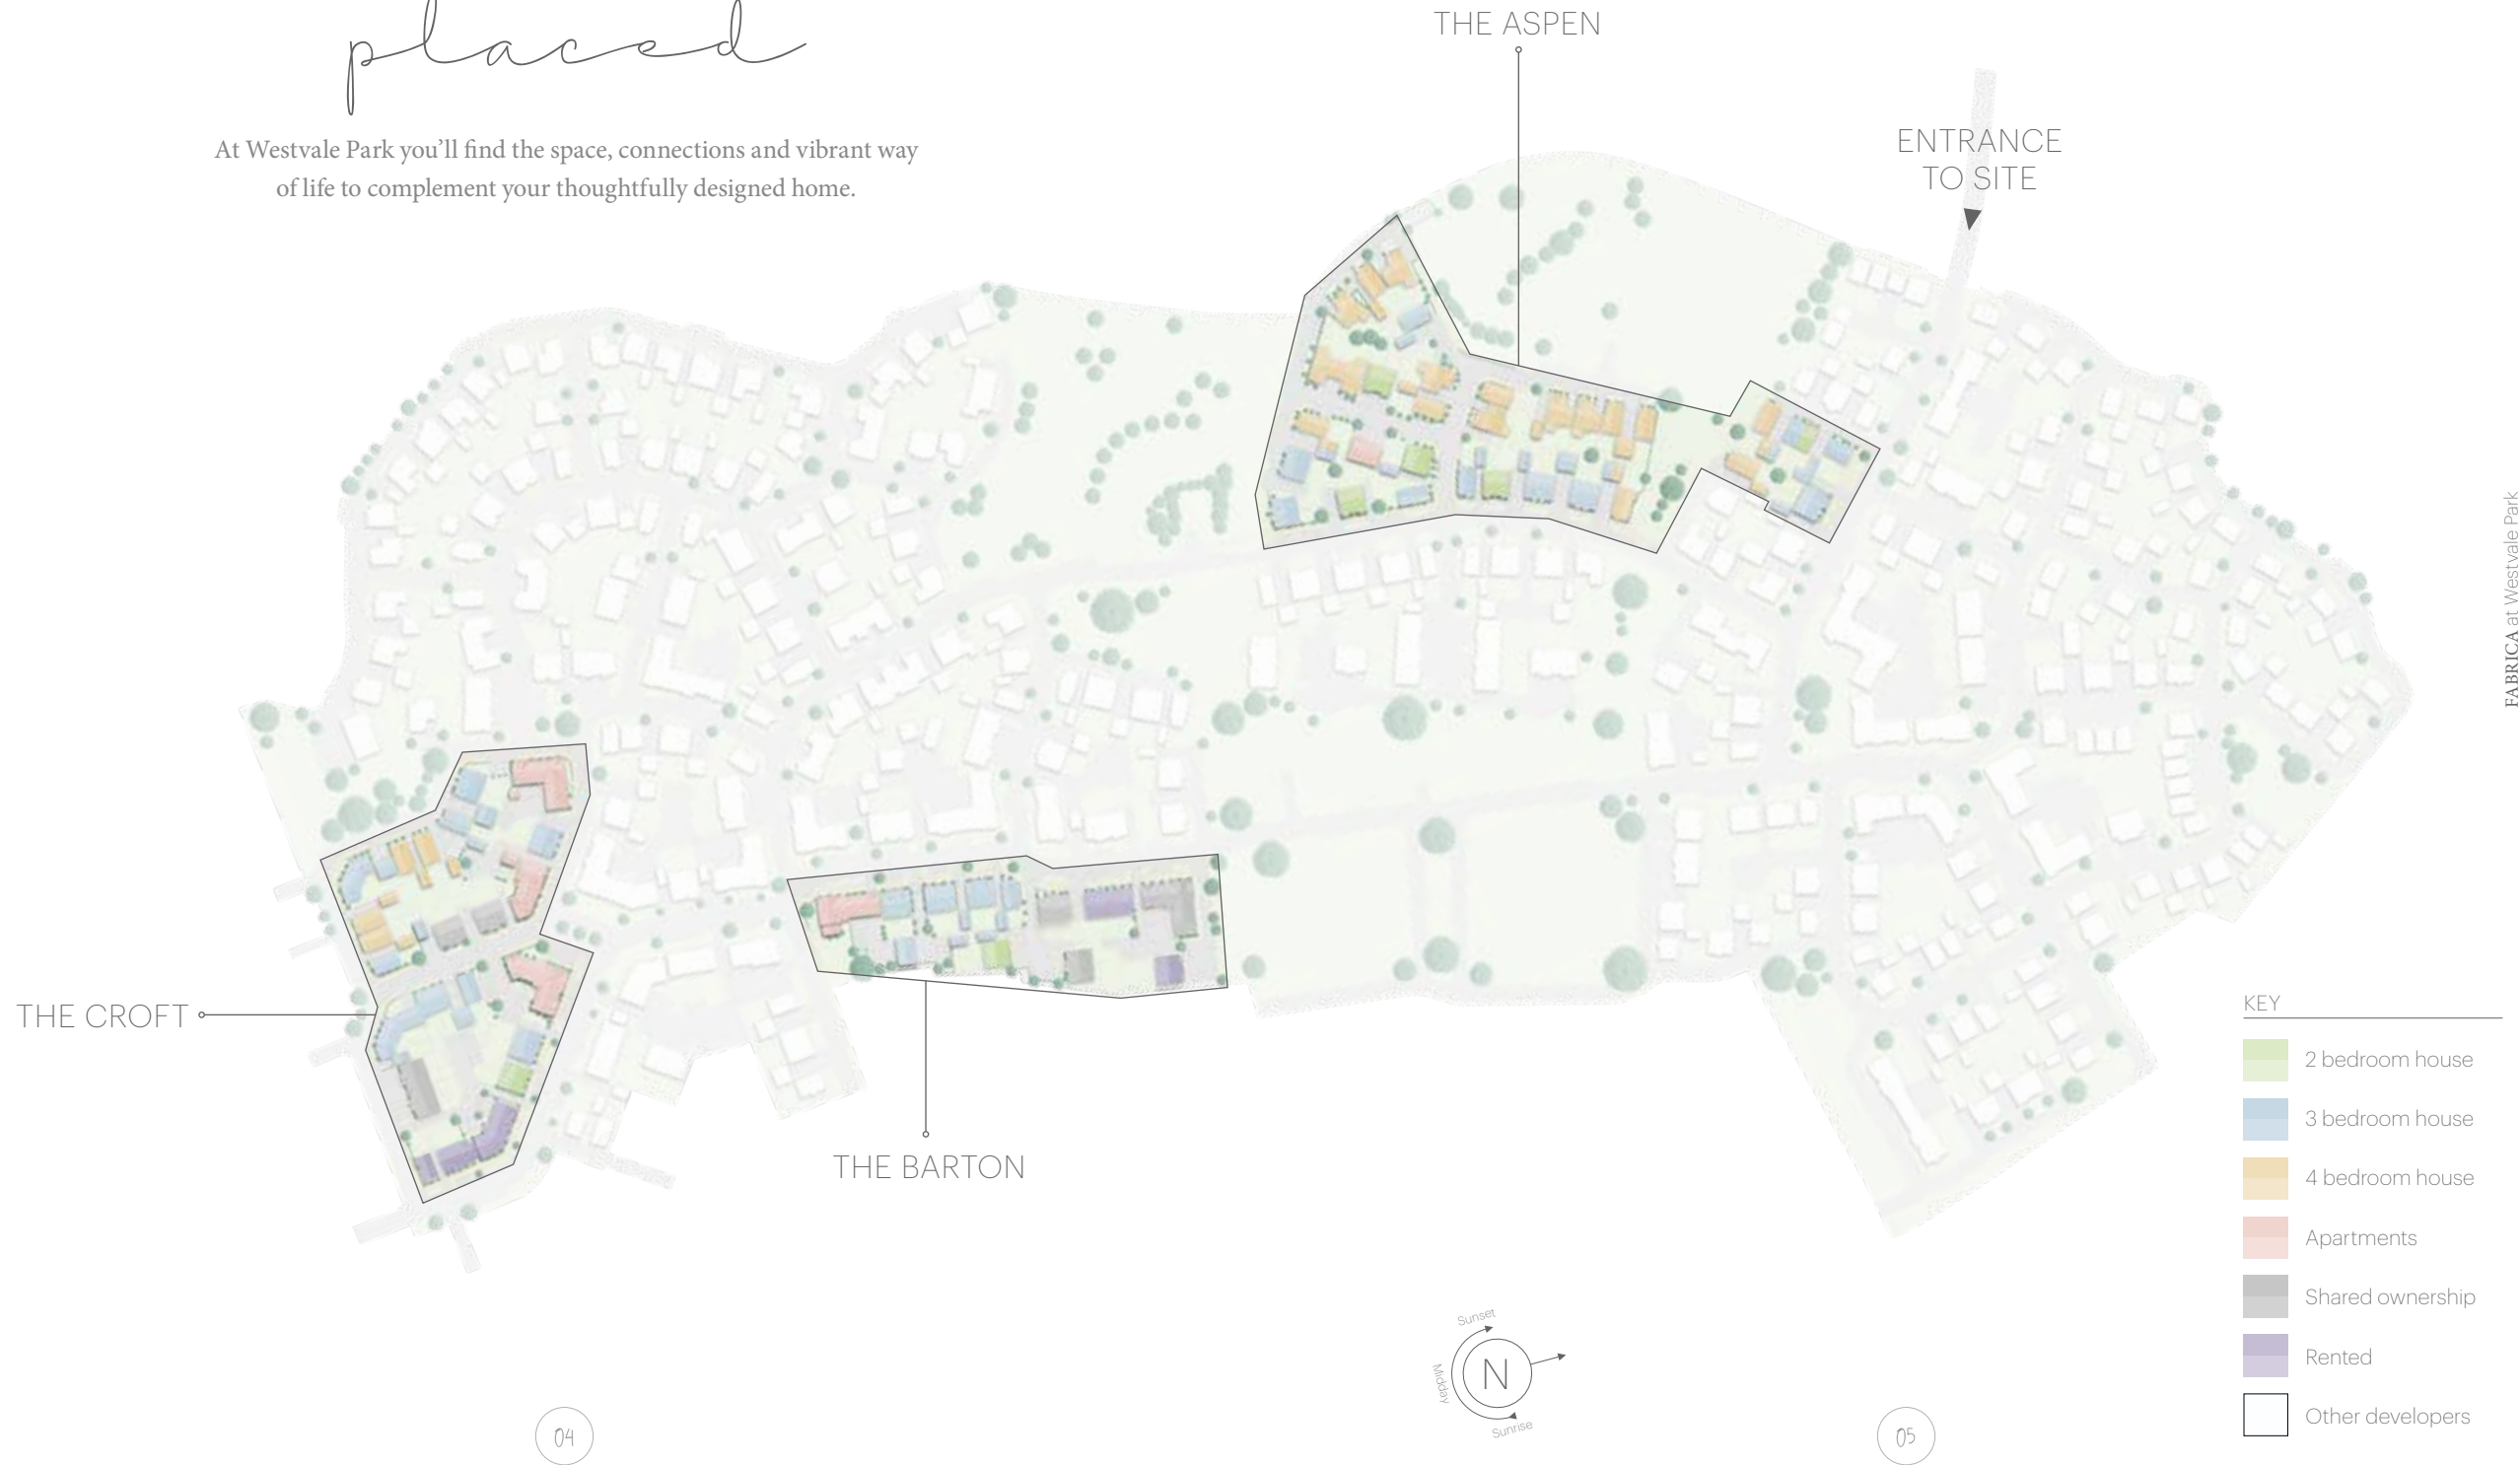 placed
At Westvale Park you’ll find the space, connections and vibrant way
of life to complement your thoughtfully designed home.
THE ASPEN
ENTRANCE
TO SITE
THE CROFT
THE BARTON
FABRICA at Westvale Park
KEY
2 bedroom house
3 bedroom house
4 bedroom house
Apartments
Shared ownership
Rented
Other developers
Sunset
Midday
N
Sunrise
04
05